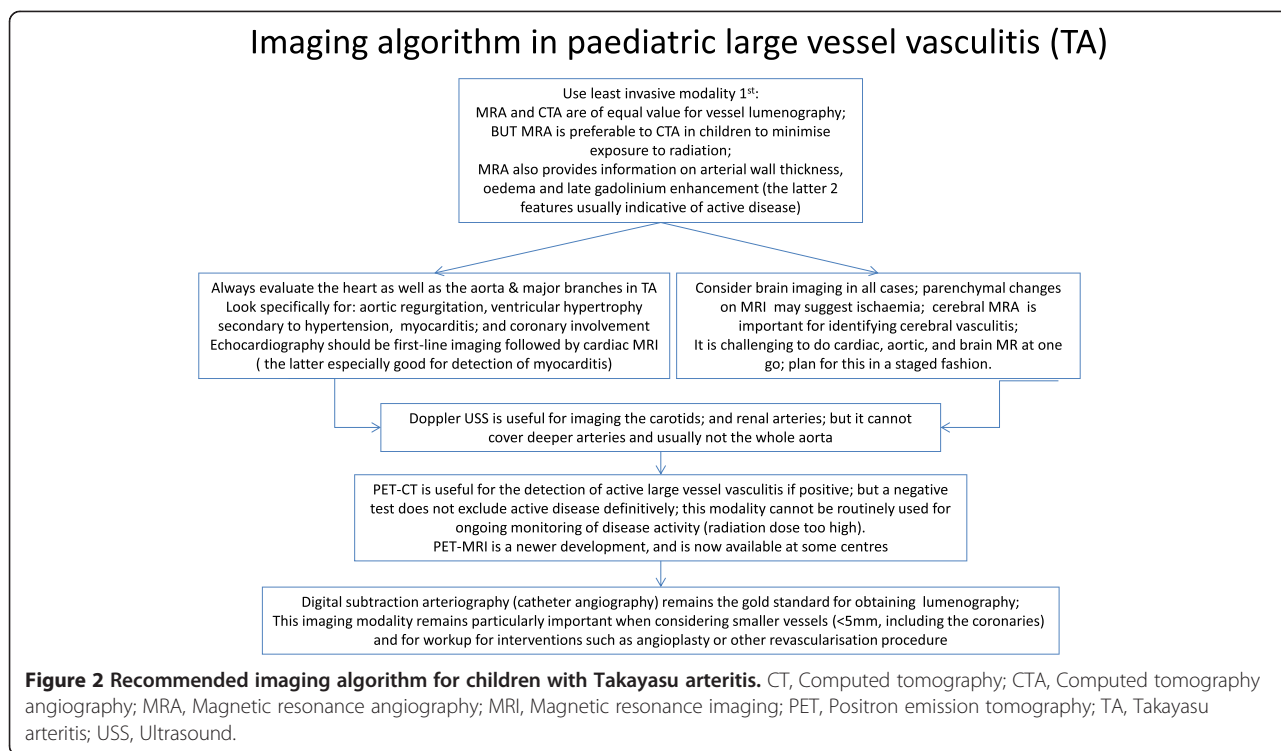 Imaging algorithm in paediatric large vessel vasculitis (TA)
Use least invasive modality 1st:
MRA and CTA are of equal value for vessel lumenography;
BUT MRA is preferable to CTA in children to minimise
exposure to radiation;
MRA also provides information on arterial wall thickness,
oedema and late gadolinium enhancement (the latter 2
features usually indicative of active disease)
Always evaluate the heart as well as the aorta & major branches in TA
Look specifically for: aortic regurgitation, ventricular hypertrophy
secondary to hypertension, myocarditis; and coronary involvement
Echocardiography should be first-line imaging followed by cardiac MRI
( the latter especially good for detection of myocarditis)
Consider brain imaging in all cases; parenchymal changes
on MRI may suggest ischaemia; cerebral MRA is
important for identifying cerebral vasculitis;
It is challenging to do cardiac, aortic, and brain MR at one
go; plan for this in a staged fashion.
Doppler USS is useful for imaging the carotids; and renal arteries; but it cannot
cover deeper arteries and usually not the whole aorta
PET-CT is useful for the detection of active large vessel vasculitis if positive; but a negative
test does not exclude active disease definitively; this modality cannot be routinely used for
ongoing monitoring of disease activity (radiation dose too high).
PET-MRI is a newer development, and is now available at some centres
Digital subtraction arteriography (catheter angiography) remains the gold standard for obtaining lumenography;
This imaging modality remains particularly important when considering smaller vessels (<5mm, including the coronaries)
and for workup for interventions such as angioplasty or other revascularisation procedure
Figure 2 Recommended imaging algorithm for children with Takayasu arteritis. CT, Computed tomography; CTA, Computed tomography
angiography; MRA, Magnetic resonance angiography; MRI, Magnetic resonance imaging; PET, Positron emission tomography; TA, Takayasu
arteritis; USS, Ultrasound.